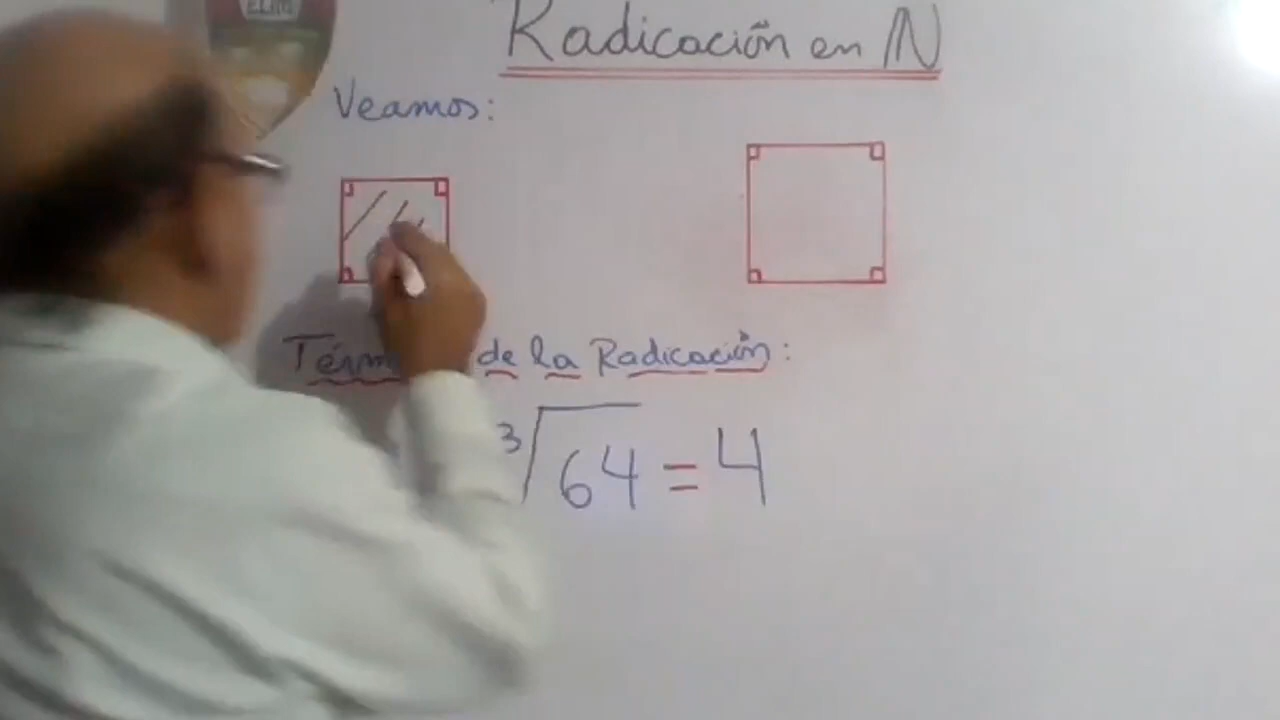 Radicación en ℕ
Veamos:
de la Radicación:
³√64 = 4